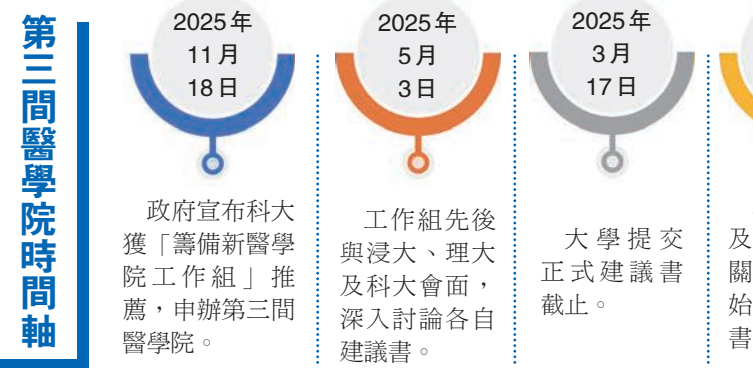 第三間醫學院時間軸
2025年
11月
18日
政府宣布科大
獲「籌備新醫學
院工作組」推
薦，申辦第三間
醫學院。
2025年
5月
3日
工作組先後
與浸大、理大
及科大會面，
深入討論各自
建議書。
2025年
3月
17日
大學提交
正式建議書
截止。
及
關
始
書